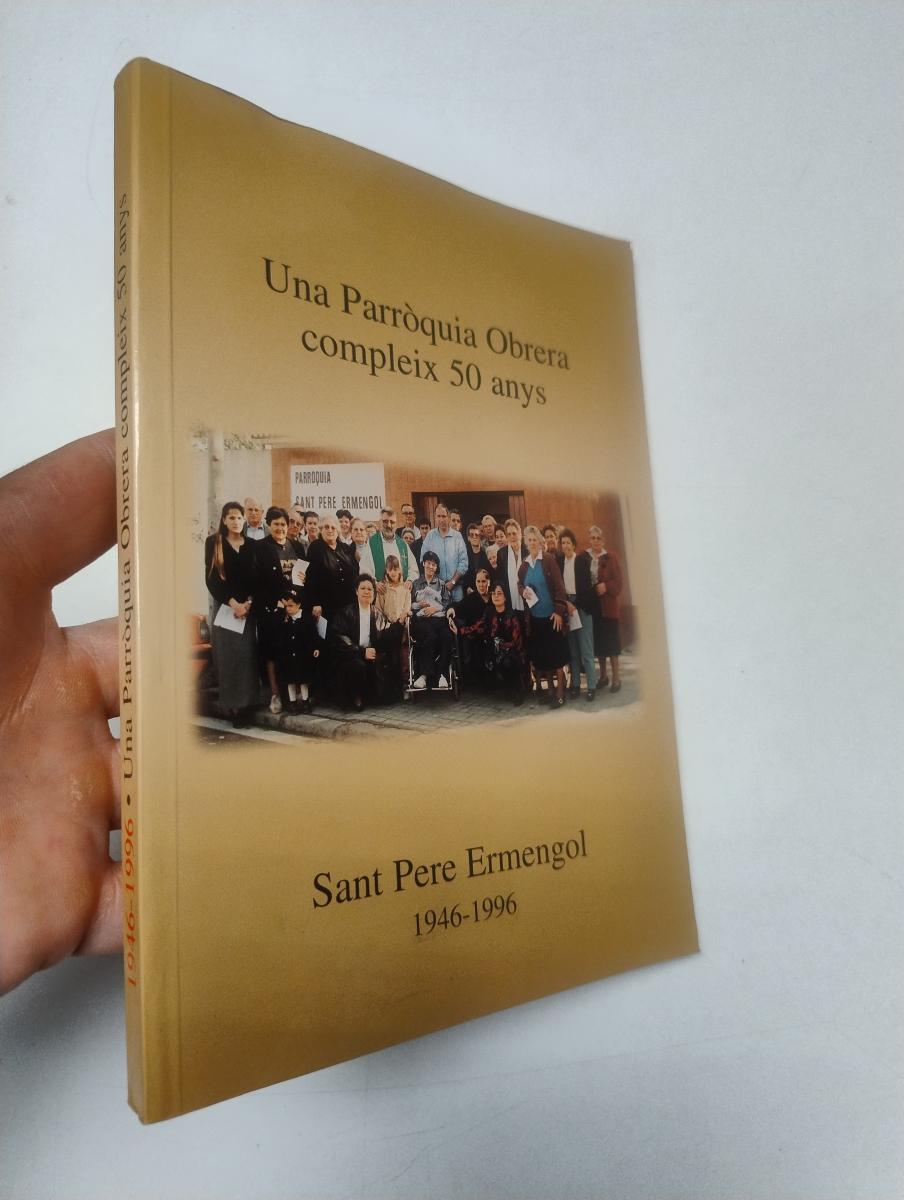 Una Parròquia Obrera
compleix 50 anys
PARRÒQUIA
SANT PERE ERMENGOL
Sant Pere Ermengol
1946-1996
1946-1996 • Una Parròquia Obrera compleix 50 anys